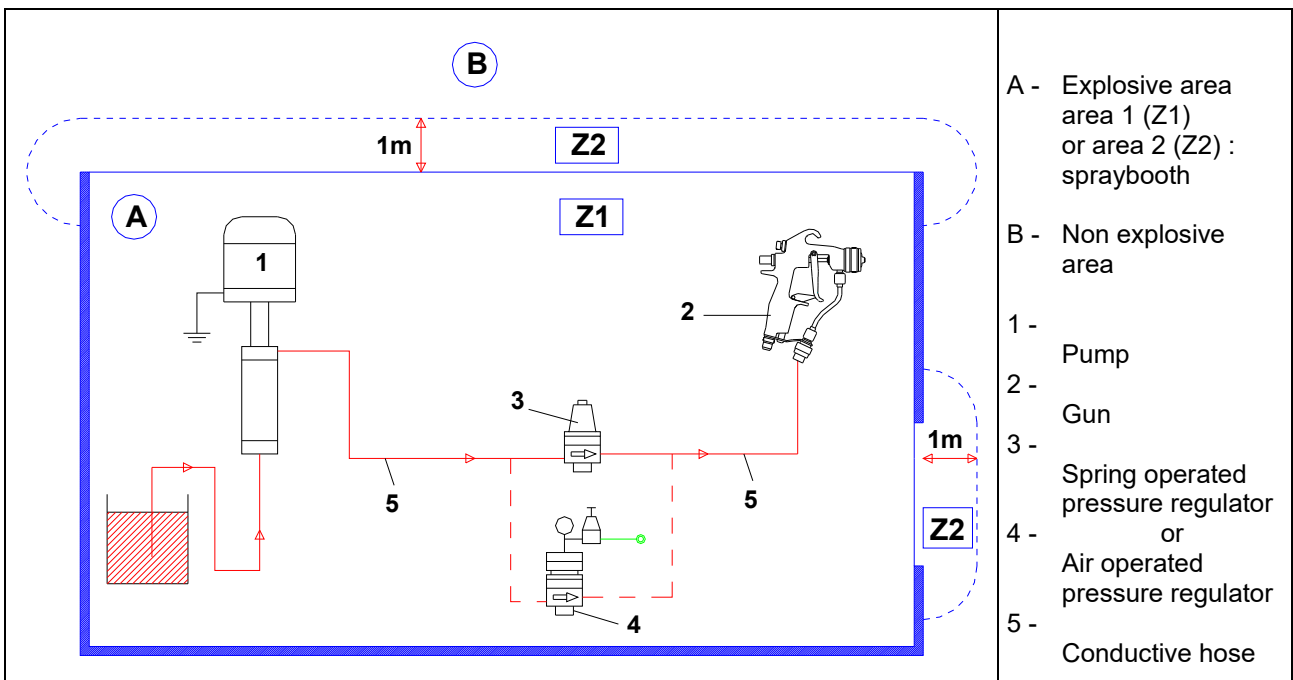 B
1m
Z2
A
Z1
1
2
3
1m
5
5
Z2
4
A - Explosive area
area 1 (Z1)
or area 2 (Z2) :
spraybooth
B - Non explosive
area
1 -
Pump
2 -
Gun
3 -
Spring operated
pressure regulator
4 - or
Air operated
pressure regulator
5 -
Conductive hose